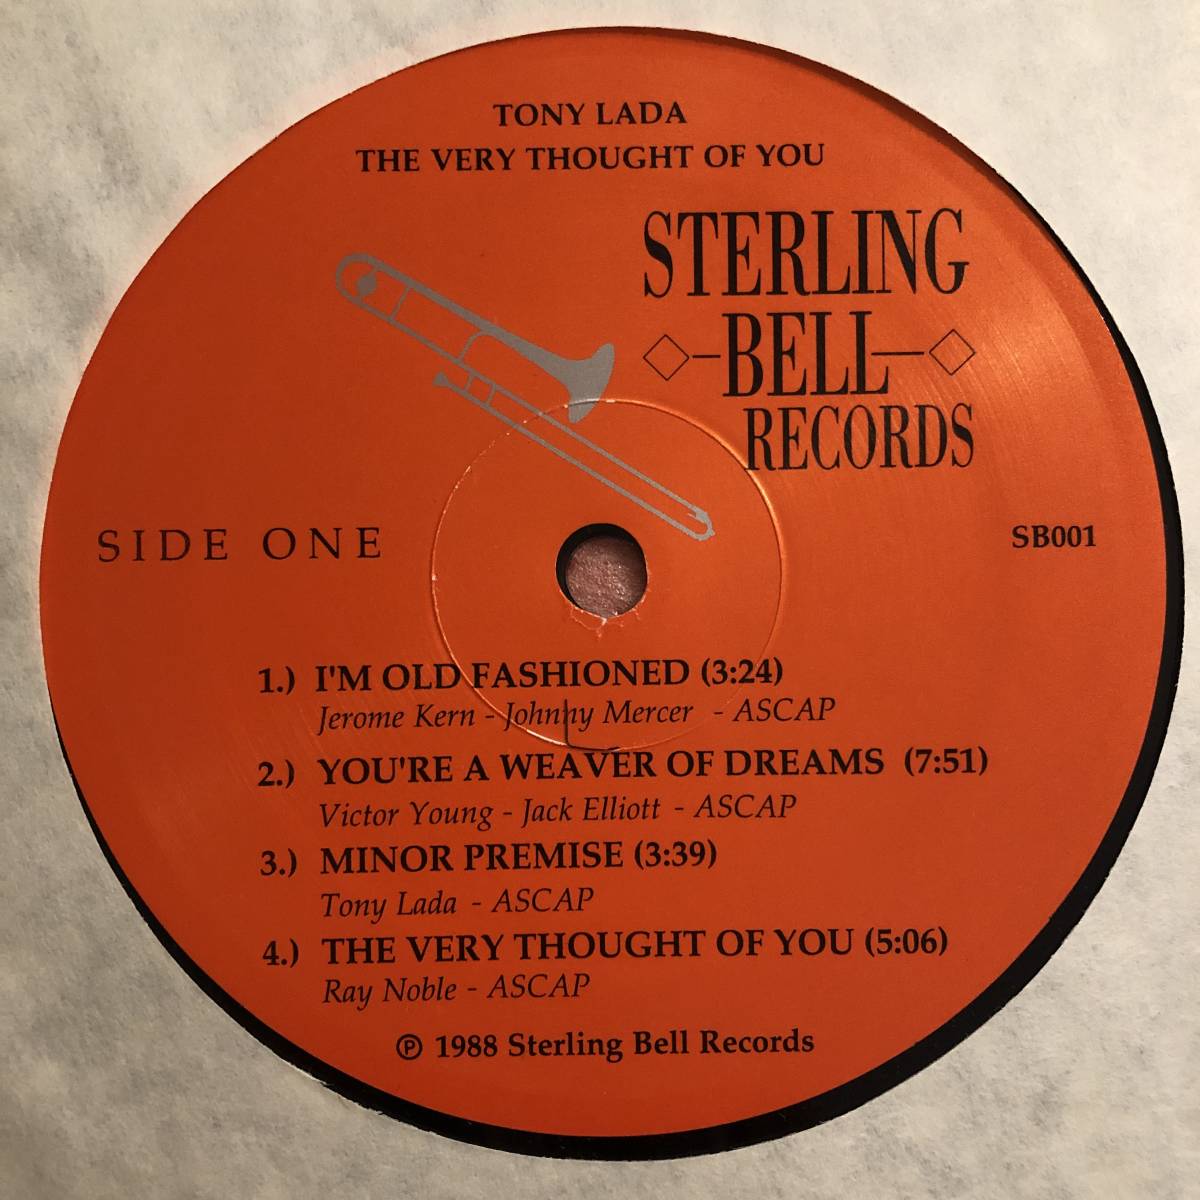 TONY LADA
THE VERY THOUGHT OF YOU
STERLING
BELL
RECORDS
SIDE ONE
SB001
1.) I'M OLD FASHIONED (3:24)
Jerome Kern - Johnny Mercer - ASCAP
2.) YOU'RE A WEAVER OF DREAMS (7:51)
Victor Young - Jack Elliott - ASCAP
3.) MINOR PREMISE (3:39)
Tony Lada - ASCAP
4.) THE VERY THOUGHT OF YOU (5:06)
Ray Noble - ASCAP
℗ 1988 Sterling Bell Records